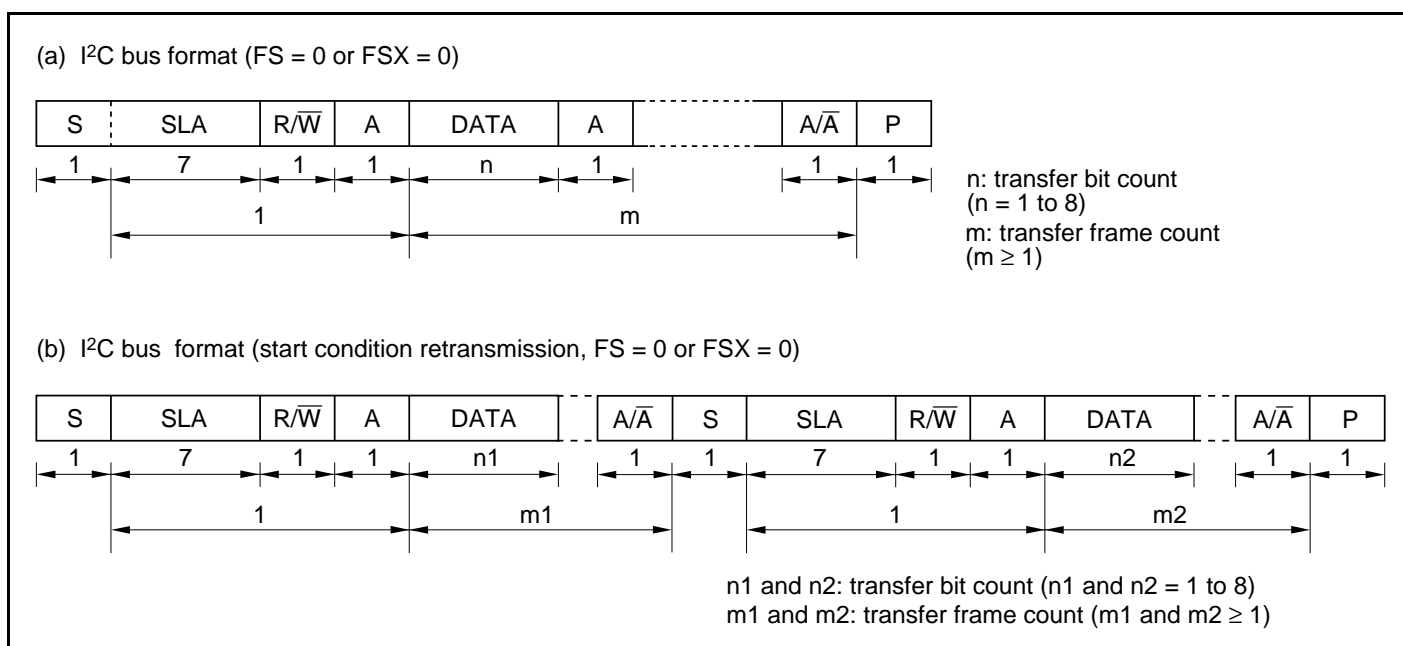 (a) I²C bus format (FS = 0 or FSX = 0)
S SLA R/W̅ A DATA A A/A̅ P
1 7 1 1 n 1 1 1
1 m
n: transfer bit count
(n = 1 to 8)
m: transfer frame count
(m ≥ 1)
(b) I²C bus format (start condition retransmission, FS = 0 or FSX = 0)
S SLA R/W̅ A DATA A/A̅ S SLA R/W̅ A DATA A/A̅ P
1 7 1 1 n1 1 1 7 1 1 n2 1 1
1 m1 1 m2
n1 and n2: transfer bit count (n1 and n2 = 1 to 8)
m1 and m2: transfer frame count (m1 and m2 ≥ 1)